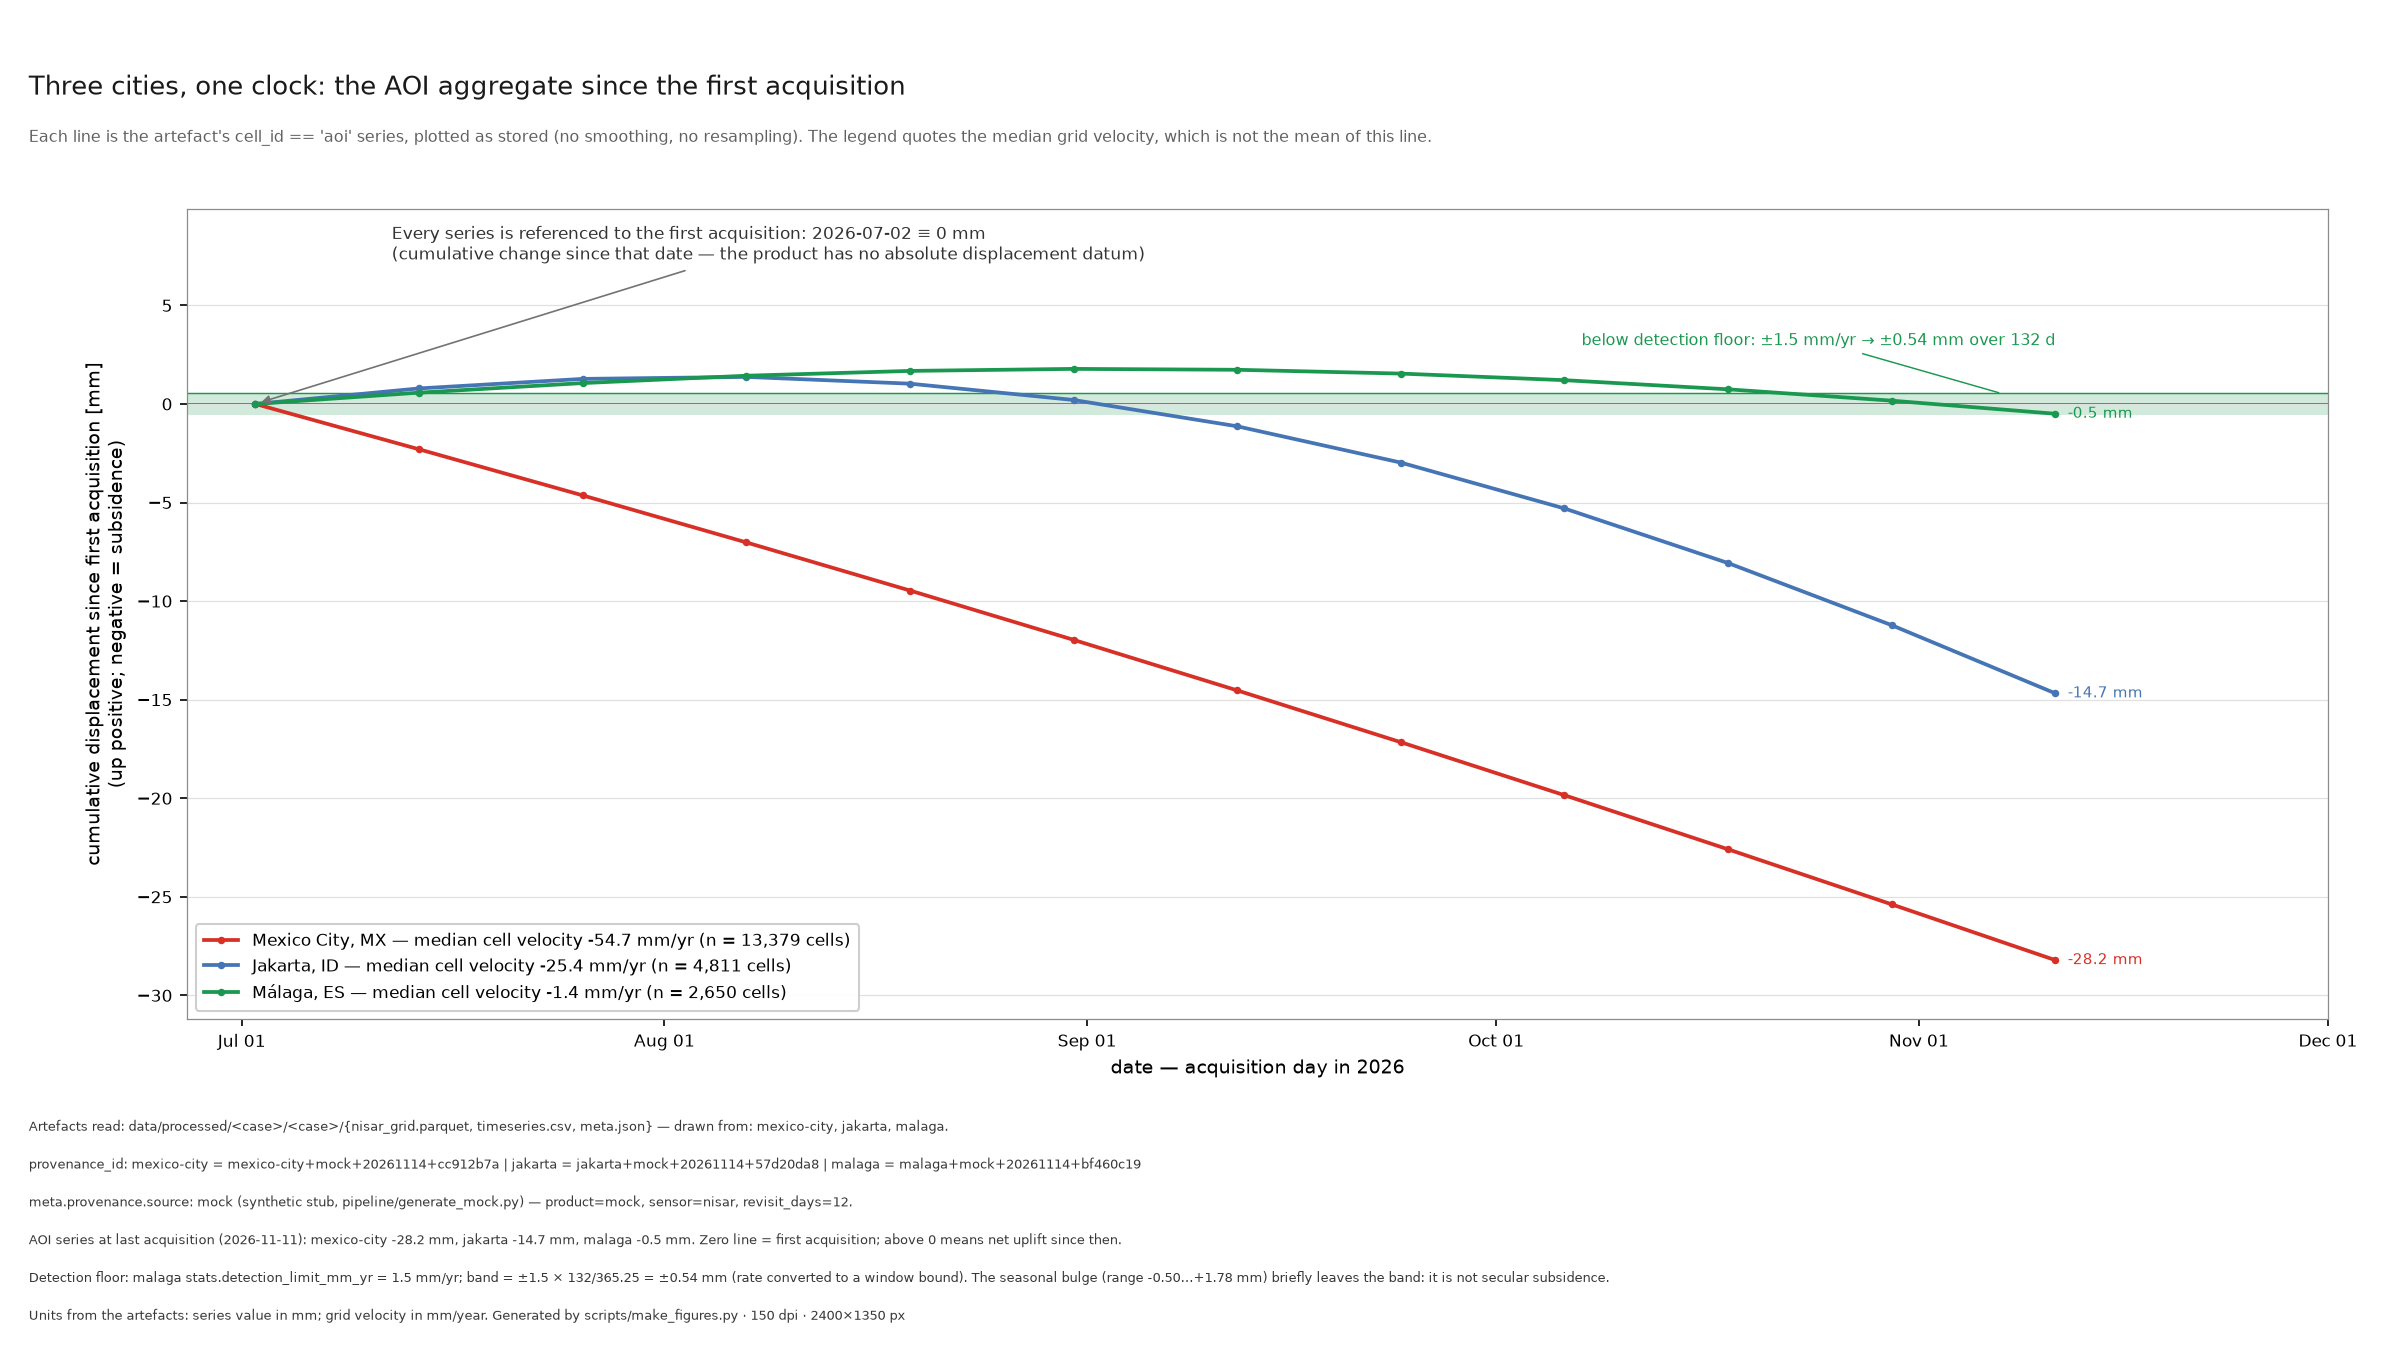 Three cities, one clock: the AOI aggregate since the first acquisition
Each line is the artefact's cell_id == 'aoi' series, plotted as stored (no smoothing, no resampling). The legend quotes the median grid velocity, which is not the mean of this line.
Every series is referenced to the first acquisition: 2026-07-02 ≡ 0 mm
(cumulative change since that date — the product has no absolute displacement datum)
below detection floor: ±1.5 mm/yr → ±0.54 mm over 132 d
cumulative displacement since first acquisition [mm]
(up positive; negative = subsidence)
5
0
−5
−10
−15
−20
−25
−30
-0.5 mm
-14.7 mm
-28.2 mm
Mexico City, MX — median cell velocity -54.7 mm/yr (n = 13,379 cells)
Jakarta, ID — median cell velocity -25.4 mm/yr (n = 4,811 cells)
Málaga, ES — median cell velocity -1.4 mm/yr (n = 2,650 cells)
Jul 01
Aug 01
Sep 01
Oct 01
Nov 01
Dec 01
date — acquisition day in 2026
Artefacts read: data/processed/<case>/<case>/{nisar_grid.parquet, timeseries.csv, meta.json} — drawn from: mexico-city, jakarta, malaga.
provenance_id: mexico-city = mexico-city+mock+20261114+cc912b7a | jakarta = jakarta+mock+20261114+57d20da8 | malaga = malaga+mock+20261114+bf460c19
meta.provenance.source: mock (synthetic stub, pipeline/generate_mock.py) — product=mock, sensor=nisar, revisit_days=12.
AOI series at last acquisition (2026-11-11): mexico-city -28.2 mm, jakarta -14.7 mm, malaga -0.5 mm. Zero line = first acquisition; above 0 means net uplift since then.
Detection floor: malaga stats.detection_limit_mm_yr = 1.5 mm/yr; band = ±1.5 × 132/365.25 = ±0.54 mm (rate converted to a window bound). The seasonal bulge (range -0.50…+1.78 mm) briefly leaves the band: it is not secular subsidence.
Units from the artefacts: series value in mm; grid velocity in mm/year. Generated by scripts/make_figures.py · 150 dpi · 2400×1350 px